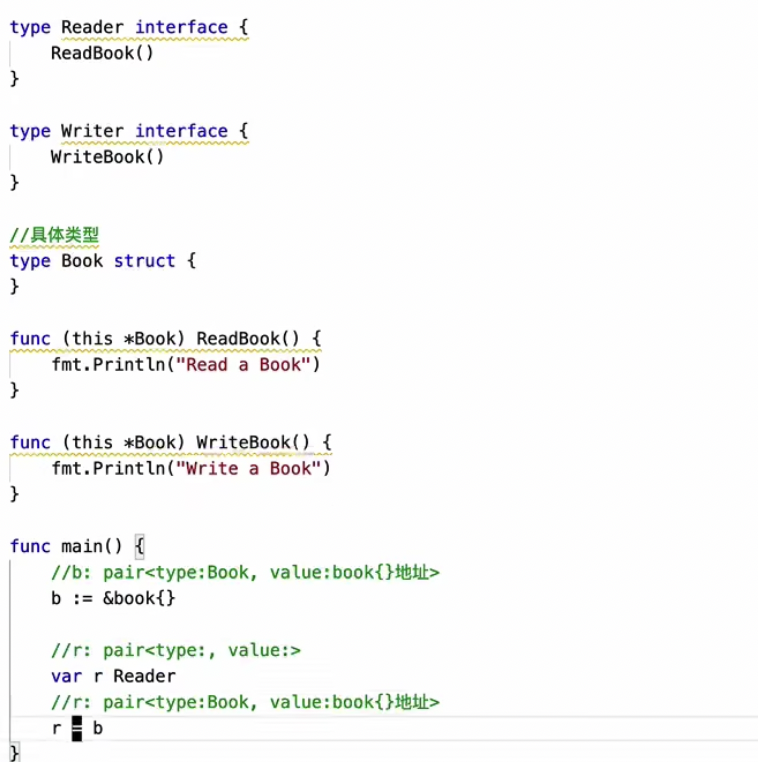 type Reader interface {
    ReadBook()
}
type Writer interface {
    WriteBook()
}
//具体类型
type Book struct {
}
func (this *Book) ReadBook() {
    fmt.Println("Read a Book")
}
func (this *Book) WriteBook() {
    fmt.Println("Write a Book")
}
func main() {
    //b: pair<type:Book, value:book{}地址>
    b := &book{}
    //r: pair<type:, value:>
    var r Reader
    //r: pair<type:Book, value:book{}地址>
    r = b
}